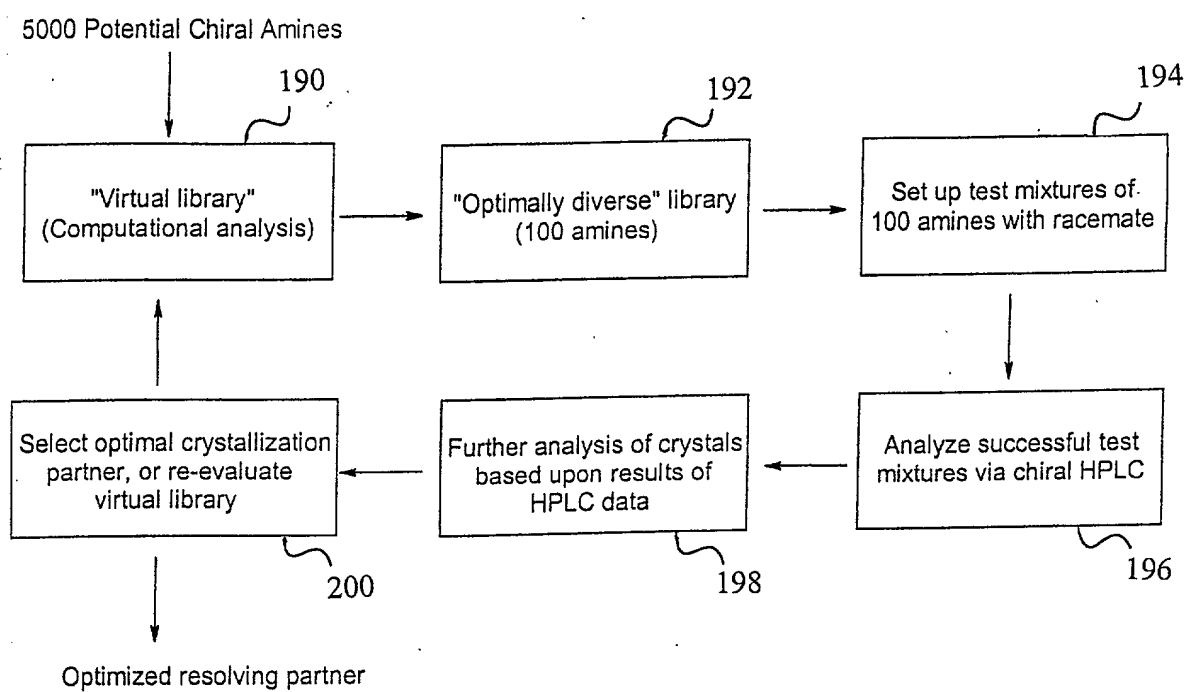 5000 Potential Chiral Amines
190
192
194
"Virtual library"
(Computational analysis)
"Optimally diverse" library
(100 amines)
Set up test mixtures of
100 amines with racemate
Select optimal crystallization
partner, or re-evaluate
virtual library
Further analysis of crystals
based upon results of
HPLC data
Analyze successful test
mixtures via chiral HPLC
200
198
196
Optimized resolving partner